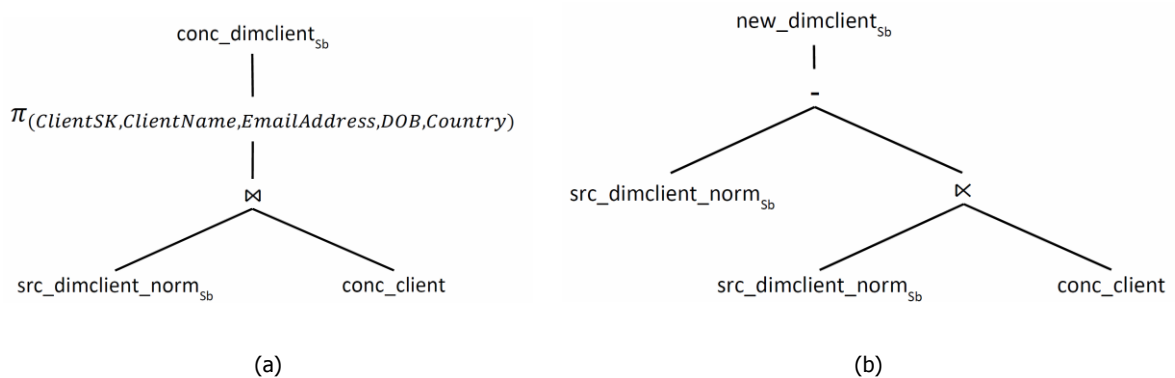 conc_dimclient_Sb
π(ClientSK,ClientName,EmailAddress,DOB,Country)
⋈
src_dimclient_norm_Sb
conc_client
(a)
new_dimclient_Sb
-
src_dimclient_norm_Sb
⋉
src_dimclient_norm_Sb
conc_client
(b)